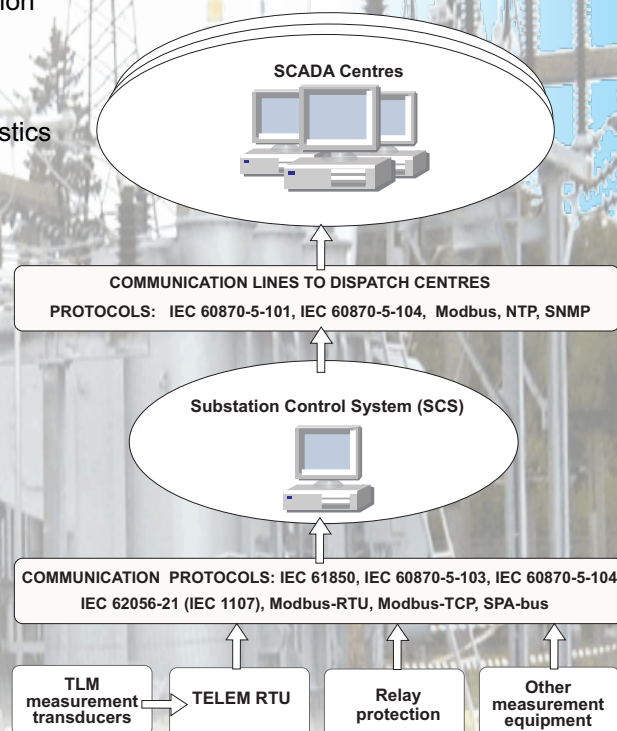 SCADA Centres
COMMUNICATION LINES TO DISPATCH CENTRES
PROTOCOLS: IEC 60870-5-101, IEC 60870-5-104, Modbus, NTP, SNMP
Substation Control System (SCS)
COMMUNICATION PROTOCOLS: IEC 61850, IEC 60870-5-103, IEC 60870-5-104
IEC 62056-21 (IEC 1107), Modbus-RTU, Modbus-TCP, SPA-bus
TLM
measurement
transducers
TELEM RTU
Relay
protection
Other
measurement
equipment